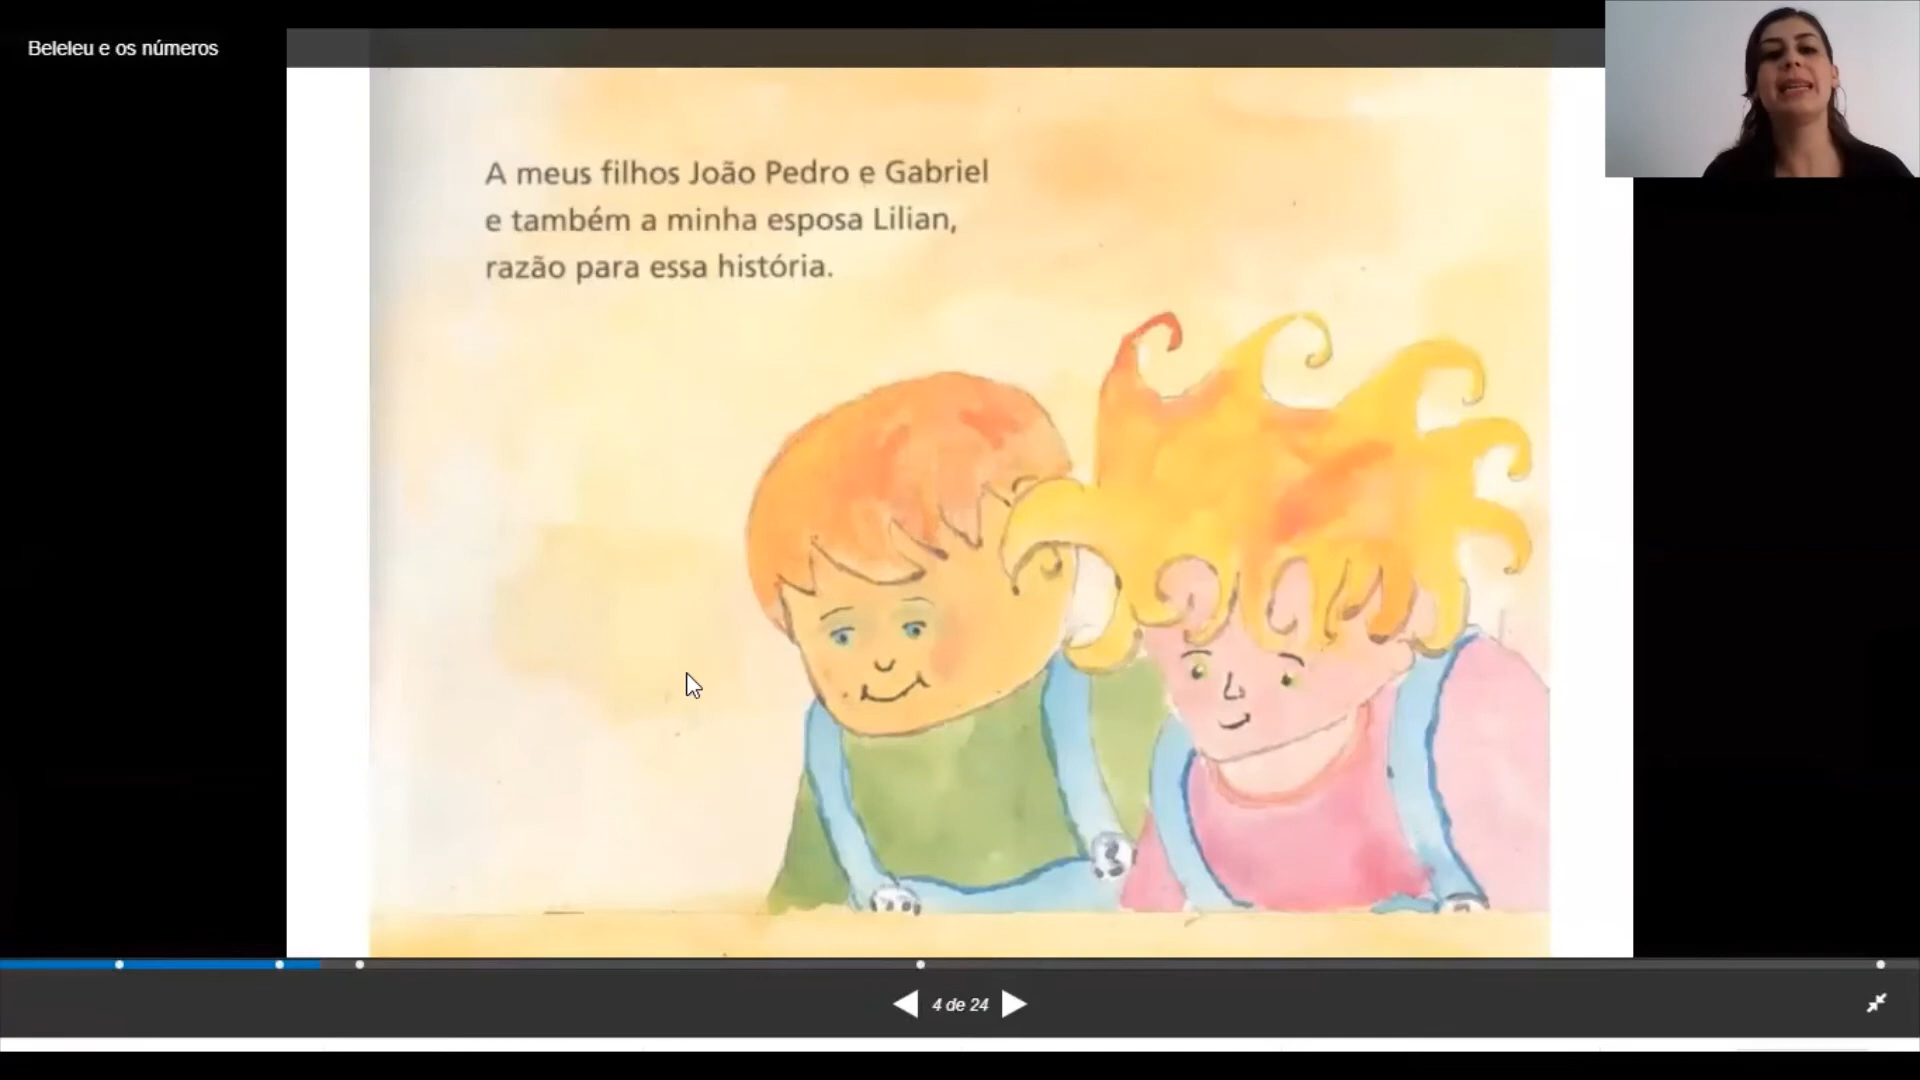 Beleleu e os números
A meus filhos João Pedro e Gabriel
e também a minha esposa Lilian,
razão para essa história.
4 de 24